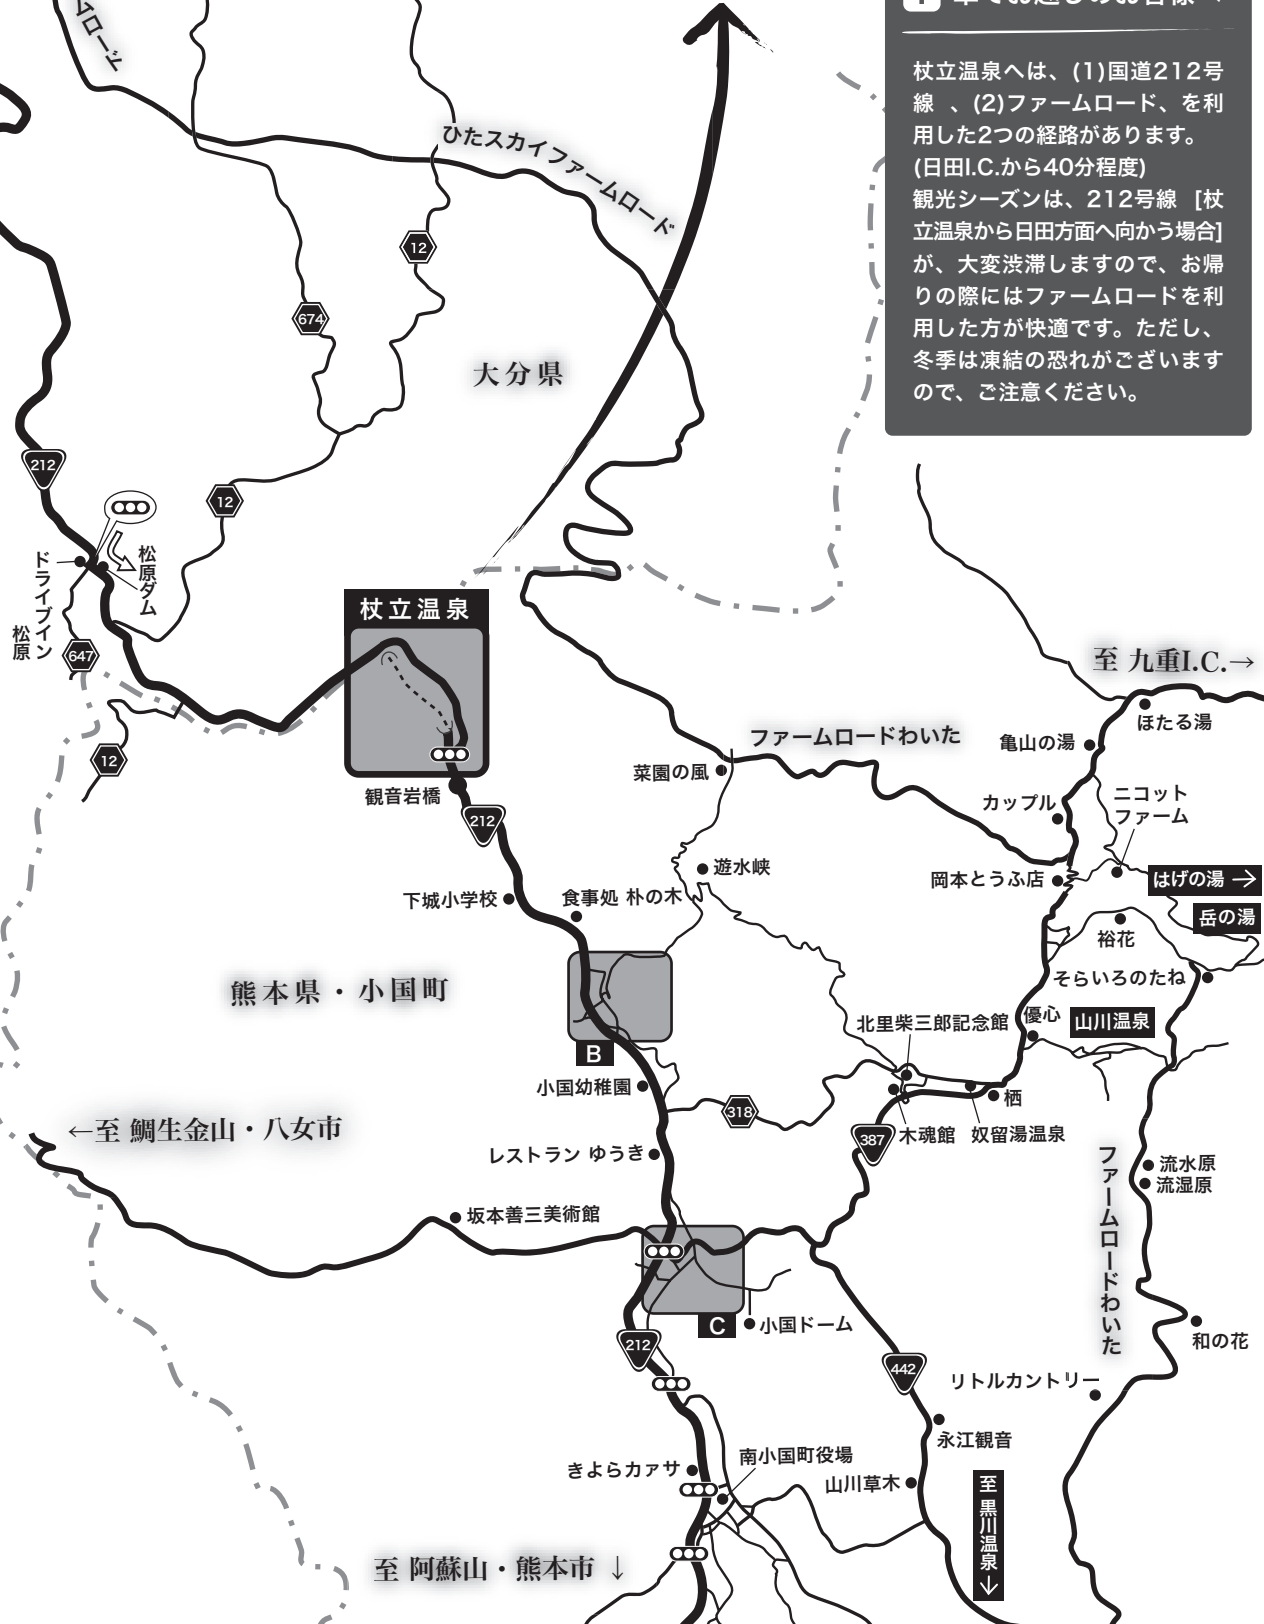 杖立温泉へは、(1)国道212号
線 、(2)ファームロード、を利
用した2つの経路があります。
(日田I.C.から40分程度)
観光シーズンは、212号線 [杖
立温泉から日田方面へ向かう場合]
が、大変渋滞しますので、お帰
りの際にはファームロードを利
用した方が快適です。ただし、
冬季は凍結の恐れがございます
ので、ご注意ください。
ムロード
ひたスカイファームロード
12
674
大分県
212
12
松原ダム
ドライブイン
松原
647
杖立温泉
12
観音岩橋
212
至 九重I.C.→
ほたる湯
亀山の湯
ファームロードわいた
菜園の風
カップル
ニコット
ファーム
遊水峡
岡本とうふ店
はげの湯 →
岳の湯
下城小学校
食事処 朴の木
裕花
そらいろのたね
熊本県・小国町
優心
山川温泉
北里柴三郎記念館
B
小国幼稚園
栖
318
←至 鯛生金山・八女市
387
木魂館
奴留湯温泉
レストラン ゆうき
流水原
流湿原
ファームロードわいた
坂本善三美術館
C
小国ドーム
212
和の花
442
リトルカントリー
永江観音
きよらカァサ
南小国町役場
山川草木
至 黒川温泉 ↓
至 阿蘇山・熊本市 ↓